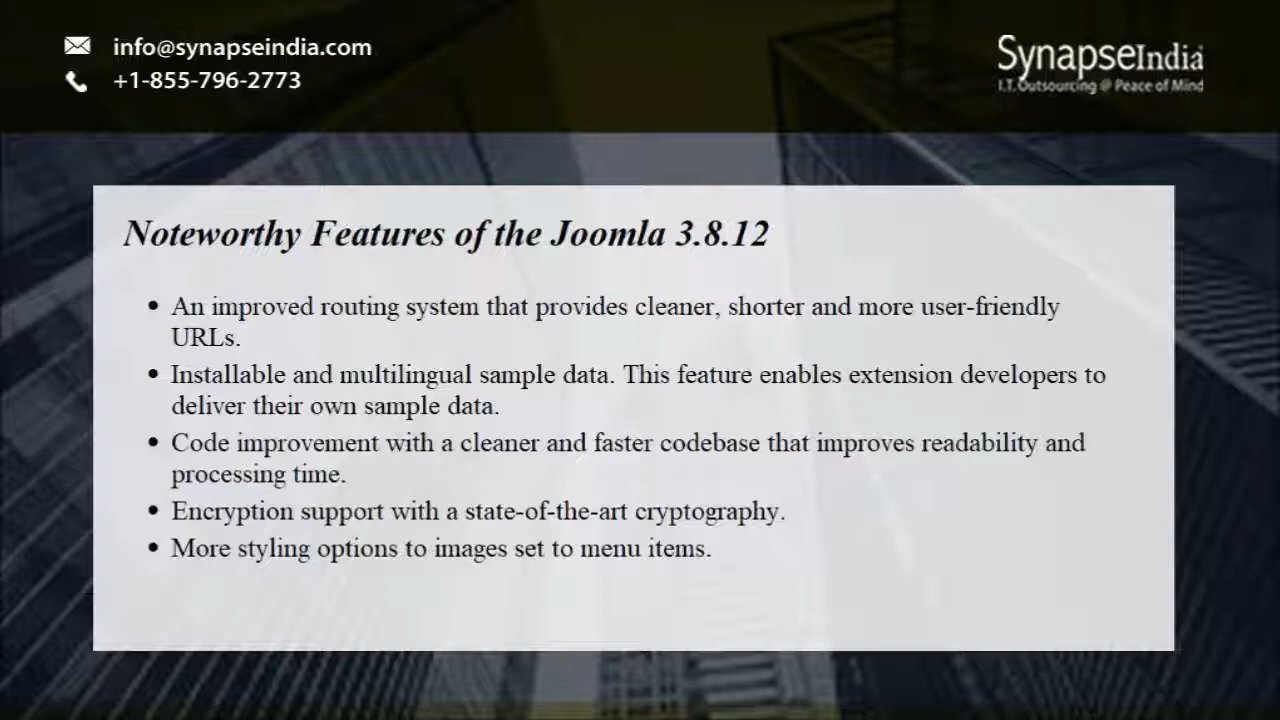 info@synapseindia.com
+1-855-796-2773
SynapseIndia
I.T. Outsourcing @ Peace of Mind
Noteworthy Features of the Joomla 3.8.12
• An improved routing system that provides cleaner, shorter and more user-friendly
URLs.
• Installable and multilingual sample data. This feature enables extension developers to
deliver their own sample data.
• Code improvement with a cleaner and faster codebase that improves readability and
processing time.
• Encryption support with a state-of-the-art cryptography.
• More styling options to images set to menu items.